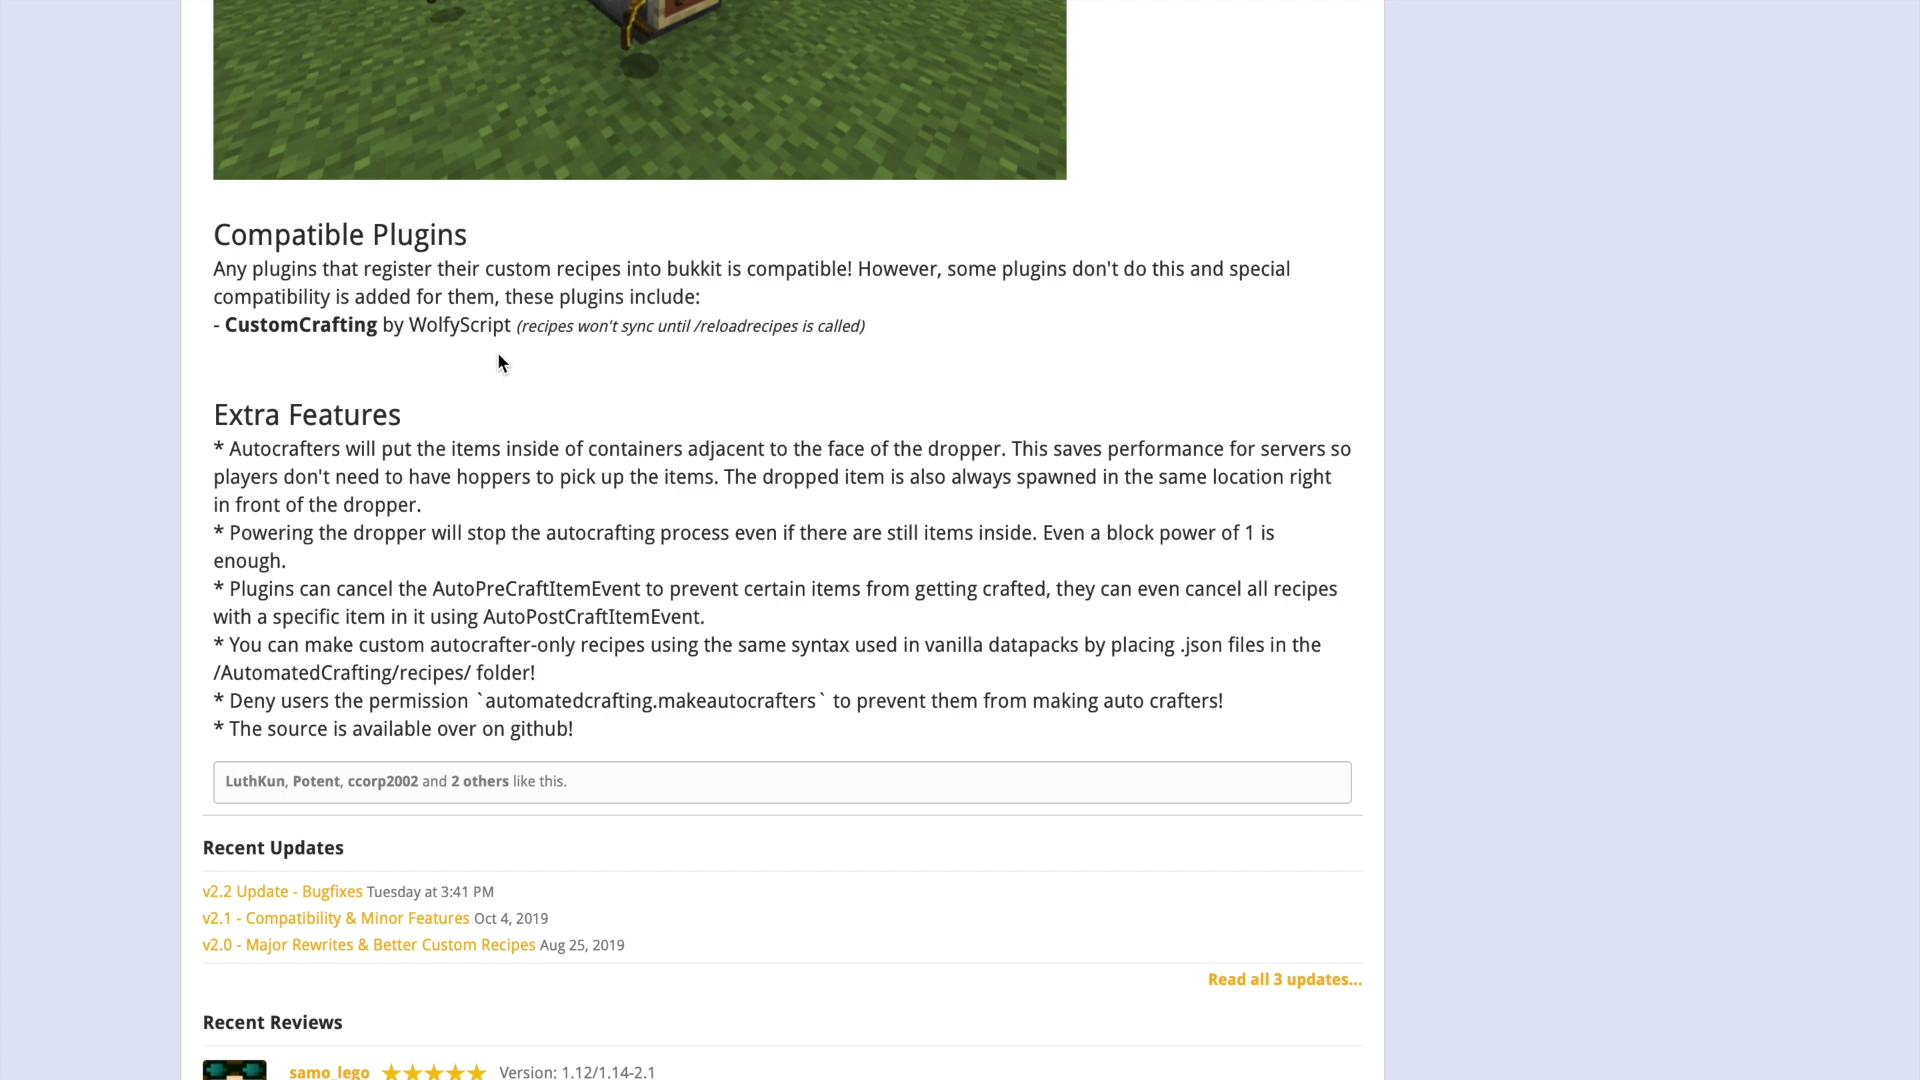 Compatible Plugins
Any plugins that register their custom recipes into bukkit is compatible! However, some plugins don't do this and special
compatibility is added for them, these plugins include:
- CustomCrafting by WolfyScript (recipes won't sync until /reloadrecipes is called)
Extra Features
* Autocrafters will put the items inside of containers adjacent to the face of the dropper. This saves performance for servers so
players don't need to have hoppers to pick up the items. The dropped item is also always spawned in the same location right
in front of the dropper.
* Powering the dropper will stop the autocrafting process even if there are still items inside. Even a block power of 1 is
enough.
* Plugins can cancel the AutoPreCraftItemEvent to prevent certain items from getting crafted, they can even cancel all recipes
with a specific item in it using AutoPostCraftItemEvent.
* You can make custom autocrafter-only recipes using the same syntax used in vanilla datapacks by placing .json files in the
/AutomatedCrafting/recipes/ folder!
* Deny users the permission `automatedcrafting.makeautocrafters` to prevent them from making auto crafters!
* The source is available over on github!
LuthKun, Potent, ccorp2002 and 2 others like this.
Recent Updates
v2.2 Update - Bugfixes Tuesday at 3:41 PM
v2.1 - Compatibility & Minor Features Oct 4, 2019
v2.0 - Major Rewrites & Better Custom Recipes Aug 25, 2019
Read all 3 updates...
Recent Reviews
samo_lego ★★★★★ Version: 1.12/1.14-2.1